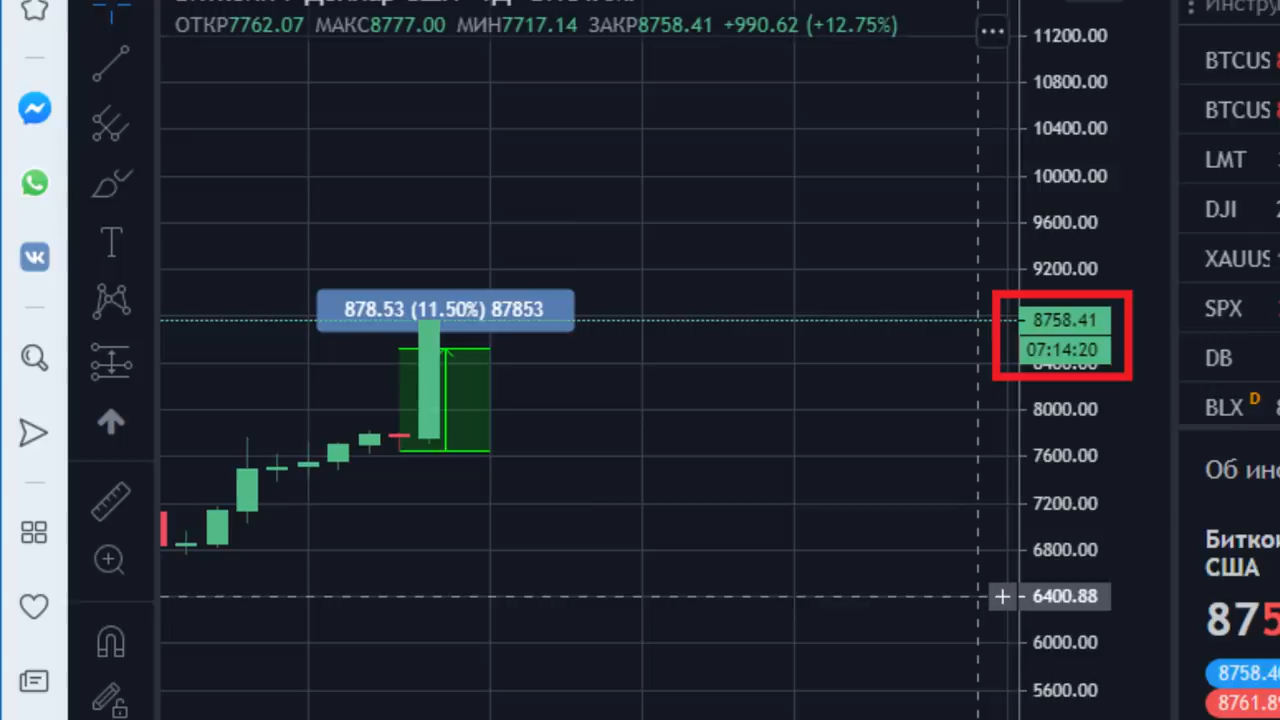 ОТКР7762.07 МАКС8777.00 МИН7717.14 ЗАКР8758.41 +990.62 (+12.75%)
11200.00
10800.00
10400.00
10000.00
9600.00
9200.00
878.53 (11.50%) 87853
8758.41
07:14:20
8400.00
8000.00
7600.00
7200.00
6800.00
6400.88
6000.00
5600.00
BTCUS
BTCUS
LMT
DJI
XAUUS
SPX
DB
BLX D
Об
США
875
8758.4
8761.8